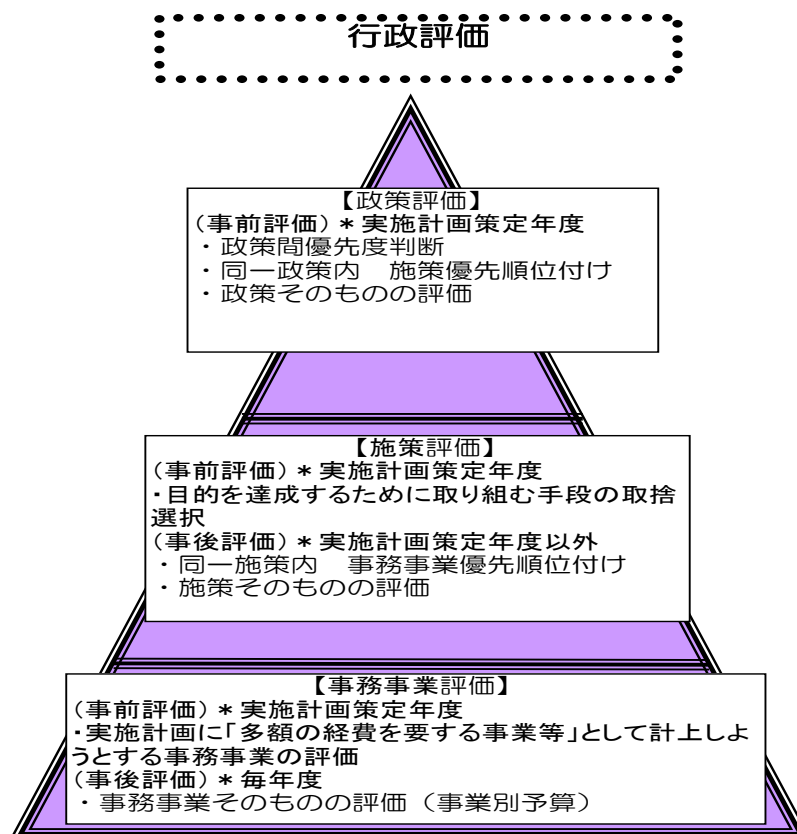 行政評価
【政策評価】
(事前評価)*実施計画策定年度
・政策間優先度判断
・同一政策内　施策優先順位付け
・政策そのものの評価
【施策評価】
(事前評価)*実施計画策定年度
・目的を達成するために取り組む手段の取捨
選択
(事後評価)*実施計画策定年度以外
・同一施策内　事務事業優先順位付け
・施策そのものの評価
【事務事業評価】
(事前評価)*実施計画策定年度
・実施計画に「多額の経費を要する事業等」として計上しよ
うとする事務事業の評価
(事後評価)*毎年度
・事務事業そのものの評価（事業別予算）